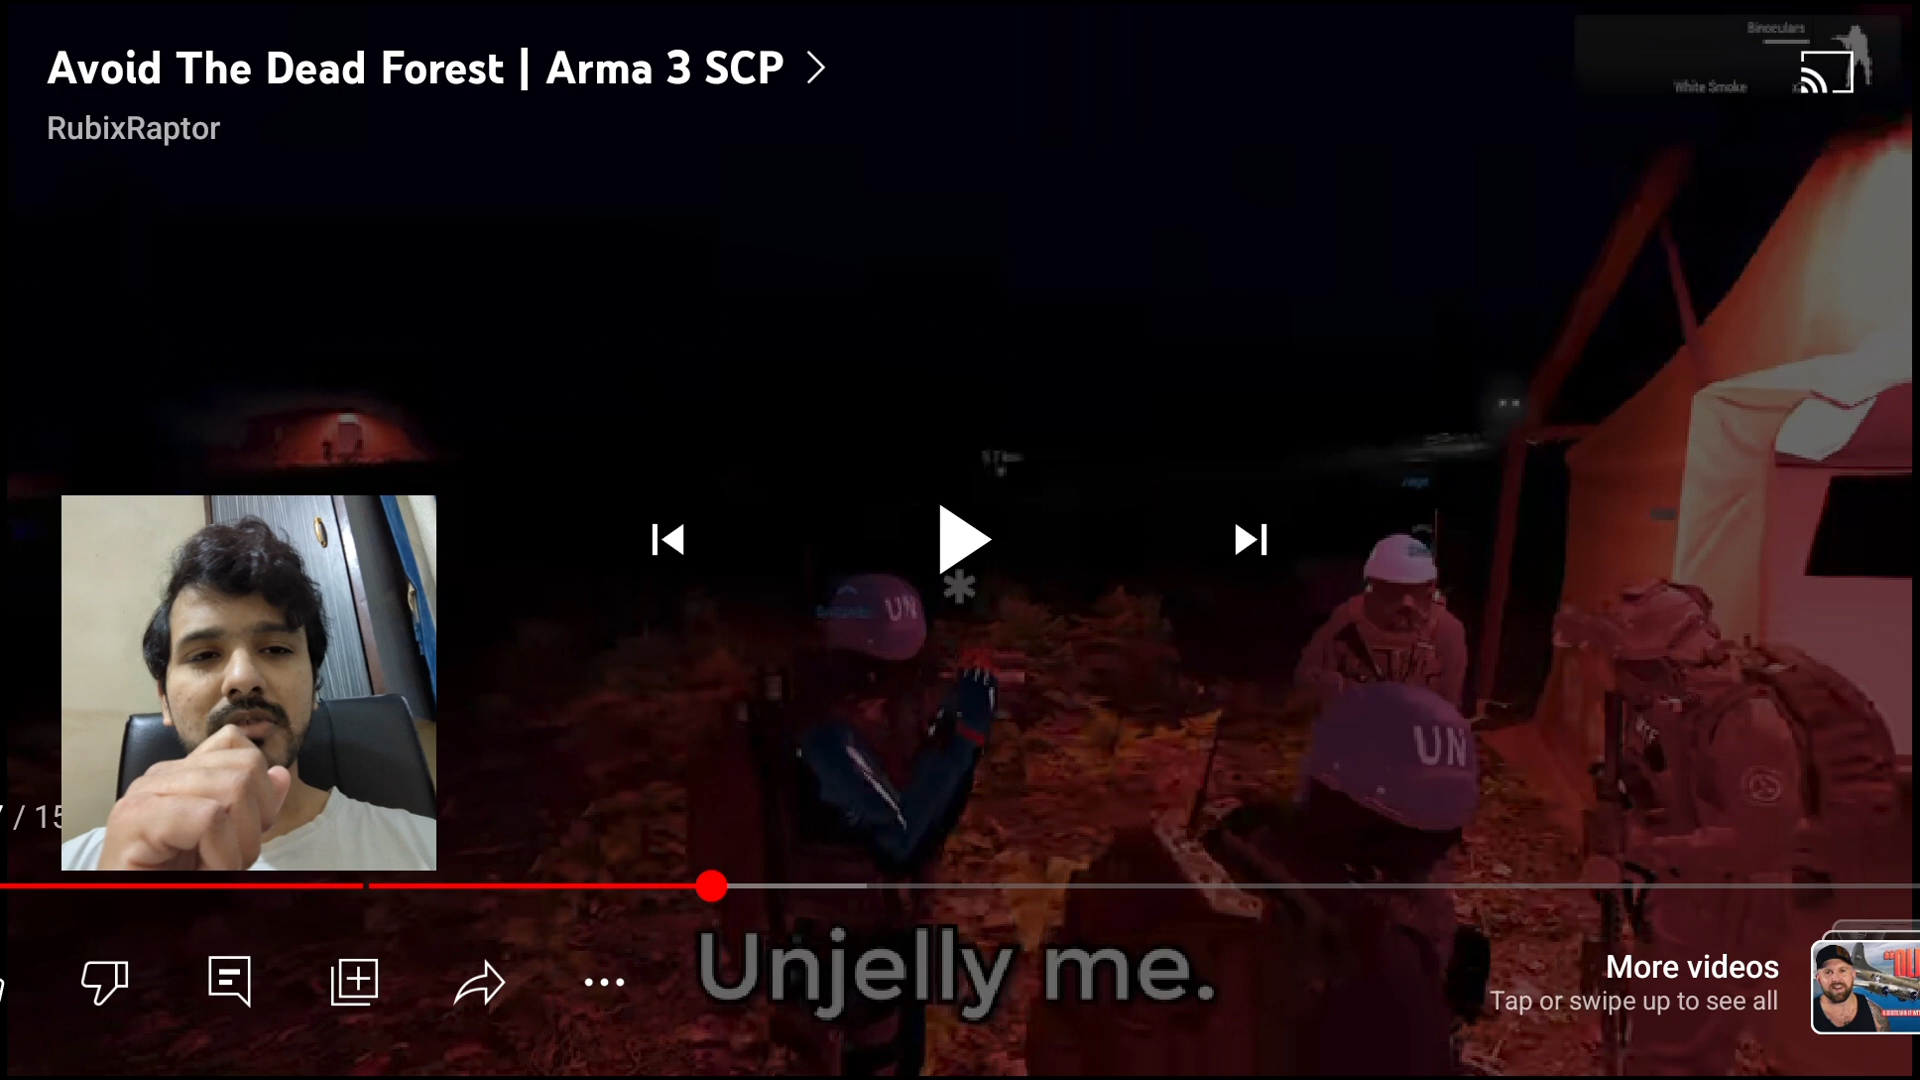 Avoid The Dead Forest | Arma 3 SCP
RubixRaptor
Binoculars
White Smoke
UN
UN
/ 15
Unjelly me.
More videos
Tap or swipe up to see all